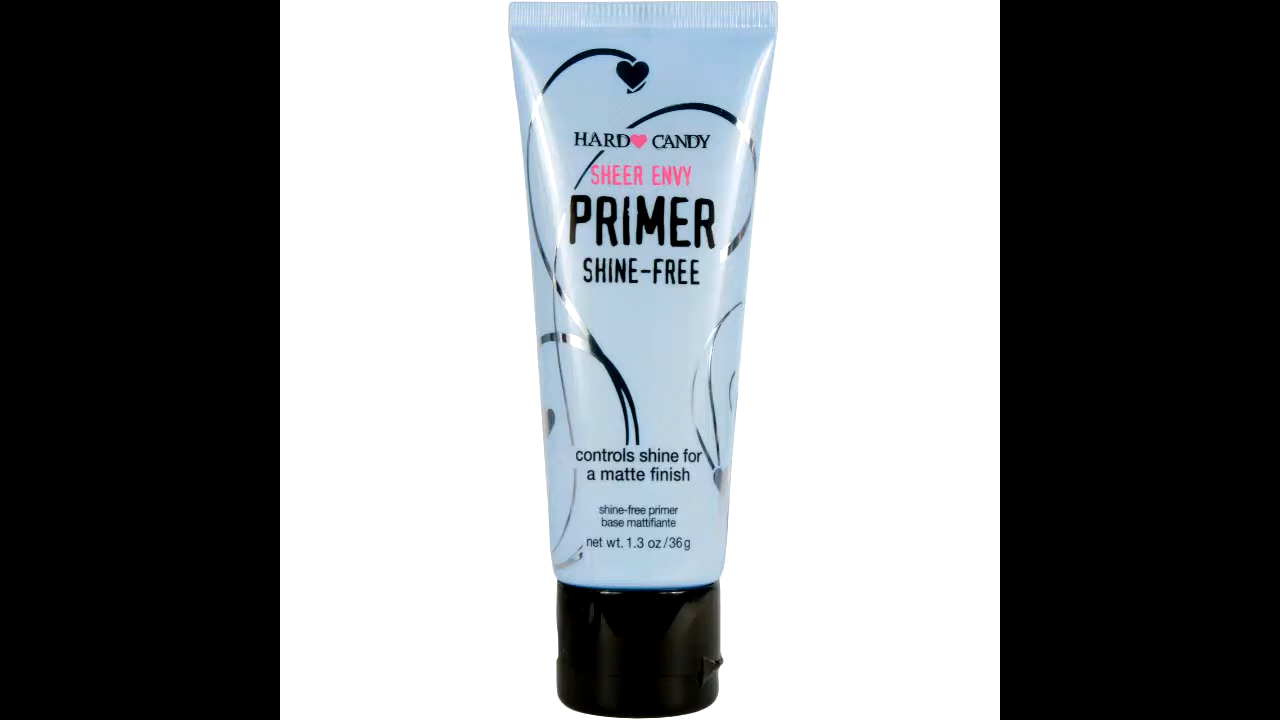 HARD CANDY
SHEER ENVY
PRIMER
SHINE-FREE
controls shine for
a matte finish
shine-free primer
base mattifiante
net wt. 1.3 oz/36g